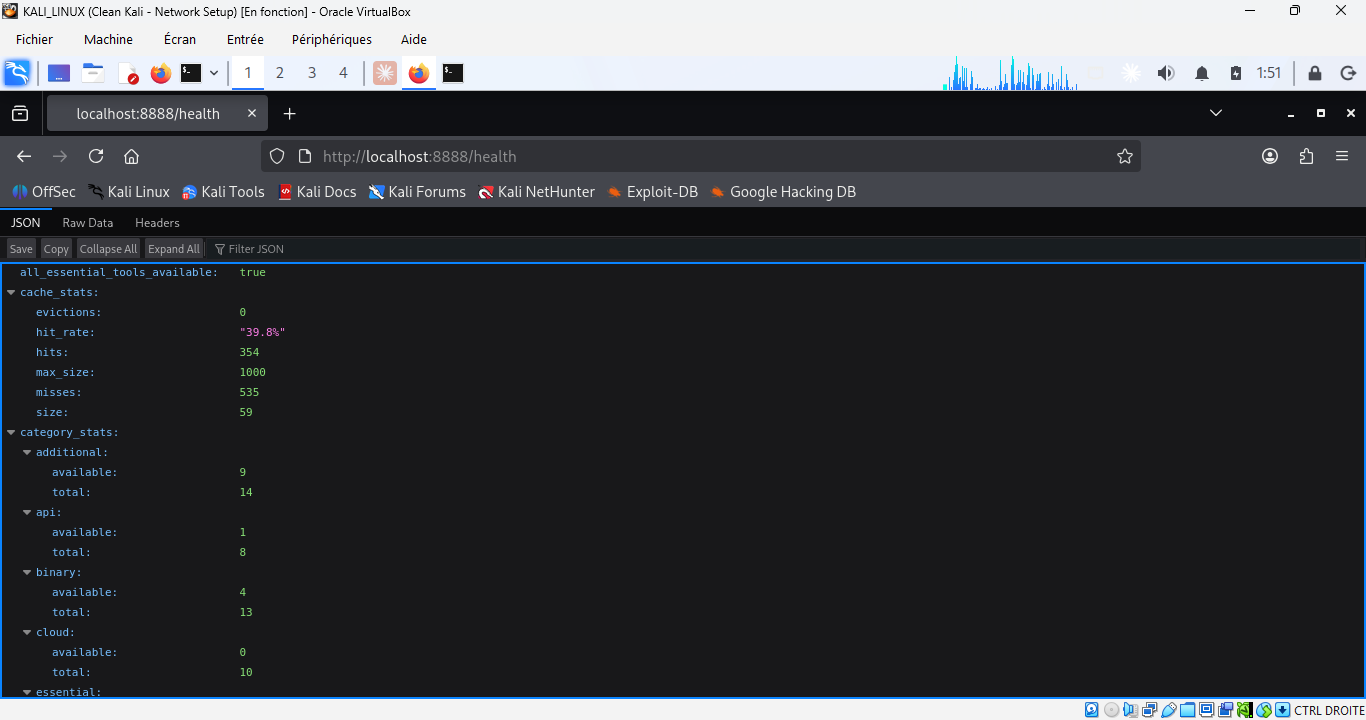 KALI_LINUX (Clean Kali - Network Setup) [En fonction] - Oracle VirtualBox
Fichier Machine Écran Entrée Périphériques Aide
1 2 3 4 1:51
localhost:8888/health
http://localhost:8888/health
OffSec Kali Linux Kali Tools Kali Docs Kali Forums Kali NetHunter Exploit-DB Google Hacking DB
JSON Raw Data Headers
Save Copy Collapse All Expand All Filter JSON
all_essential_tools_available: true
cache_stats:
evictions: 0
hit_rate: "39.8%"
hits: 354
max_size: 1000
misses: 535
size: 59
category_stats:
additional:
available: 9
total: 14
api:
available: 1
total: 8
binary:
available: 4
total: 13
cloud:
available: 0
total: 10
essential:
CTRL DROITE